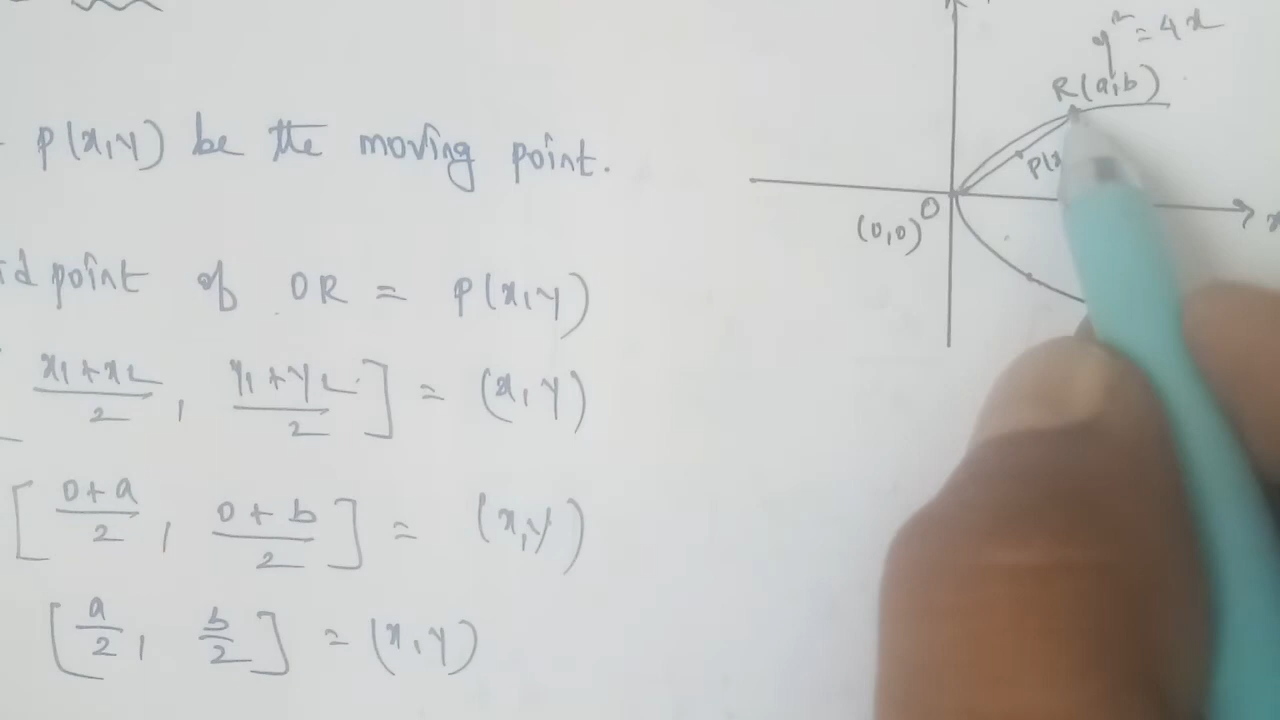 y² = 4x
R(a,b)
P(x,y) be the moving point.
P(x
O
(0,0)
point of OR = P(x,y)
x₁+x₂/2 , y₁+y₂/2 ] = (x,y)
[ 0+a/2 , 0+b/2 ] = (x,y)
[ a/2 , b/2 ] = (x,y)